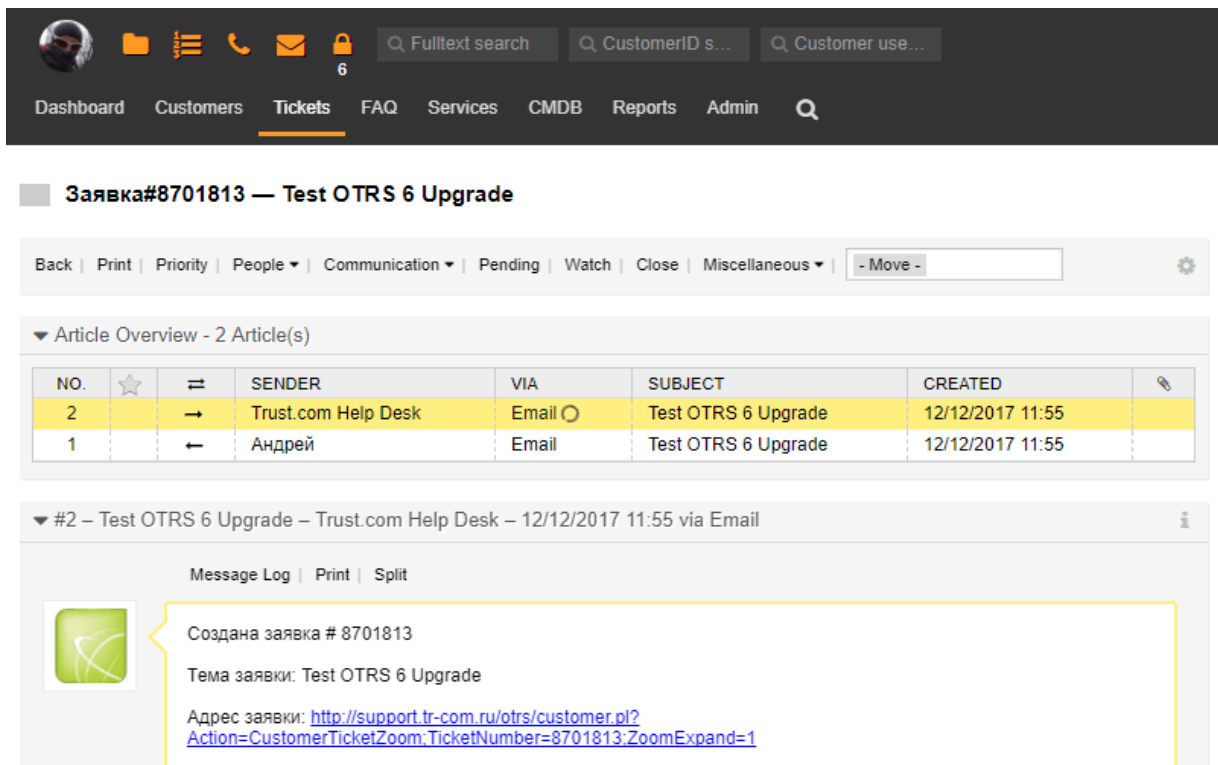 Fulltext search CustomerID s... Customer use...
6
Dashboard Customers Tickets FAQ Services CMDB Reports Admin
Заявка#8701813 — Test OTRS 6 Upgrade
Back | Print | Priority | People | Communication | Pending | Watch | Close | Miscellaneous | - Move -
Article Overview - 2 Article(s)
NO. SENDER VIA SUBJECT CREATED
2 Trust.com Help Desk Email Test OTRS 6 Upgrade 12/12/2017 11:55
1 Андрей Email Test OTRS 6 Upgrade 12/12/2017 11:55
#2 – Test OTRS 6 Upgrade – Trust.com Help Desk – 12/12/2017 11:55 via Email
Message Log | Print | Split
Создана заявка # 8701813
Тема заявки: Test OTRS 6 Upgrade
Адрес заявки: http://support.tr-com.ru/otrs/customer.pl?
Action=CustomerTicketZoom;TicketNumber=8701813;ZoomExpand=1